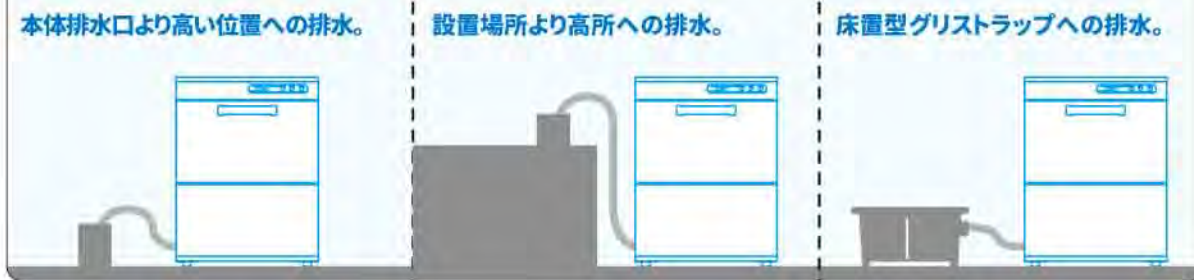 本体排水口より高い位置への排水。
設置場所より高所への排水。
床置型グリストラップへの排水。